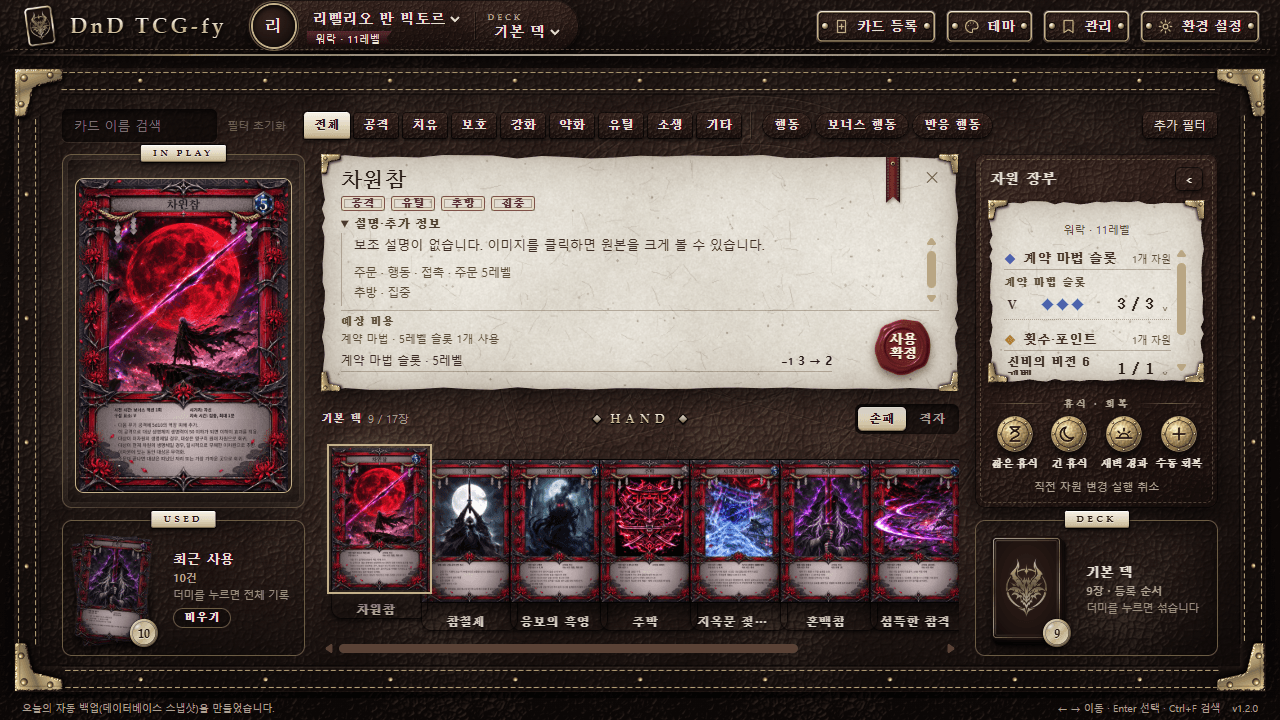 DnD TCG-fy
리
리벨리오 반 빅토르
워락 · 11레벨
DECK
기본 덱
카드 등록
테마
관리
환경 설정
카드 이름 검색
필터 초기화
전체
공격
치유
보호
강화
약화
유틸
소생
기타
행동
보너스 행동
반응 행동
추가 필터
IN PLAY
차원참
5
차원참
공격
유틸
추방
집중
▼ 설명·추가 정보
보조 설명이 없습니다. 이미지를 클릭하면 원본을 크게 볼 수 있습니다.
주문 · 행동 · 접촉 · 주문 5레벨
추방 · 집중
예상 비용
계약 마법 · 5레벨 슬롯 1개 사용
계약 마법 슬롯 · 5레벨
-1 3 → 2
사용
확정
자원 장부
<
워락 · 11레벨
계약 마법 슬롯
1개 자원
계약 마법 슬롯
V
3 / 3
횟수·포인트
1개 자원
신비의 비전 6
1 / 1
휴식 · 회복
짧은 휴식
긴 휴식
새벽 경과
수동 회복
직전 자원 변경 실행 취소
USED
최근 사용
10건
더미를 누르면 전체 기록
비우기
10
기본 덱 9 / 17장
HAND
손패
격자
차원참
참절세
응보의 흑영
주박
지옥문 젖…
혼백참
섬뜩한 참격
DECK
기본 덱
9장 · 등록 순서
더미를 누르면 섞습니다
9
오늘의 자동 백업(데이터베이스 스냅샷)을 만들었습니다.
← → 이동 · Enter 선택 · Ctrl+F 검색
v1.2.0